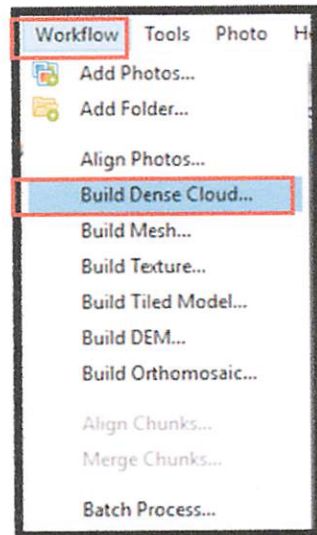 Workflow Tools Photo
Add Photos...
Add Folder...
Align Photos...
Build Dense Cloud...
Build Mesh...
Build Texture...
Build Tiled Model...
Build DEM...
Build Orthomosaic...
Align Chunks...
Merge Chunks...
Batch Process...